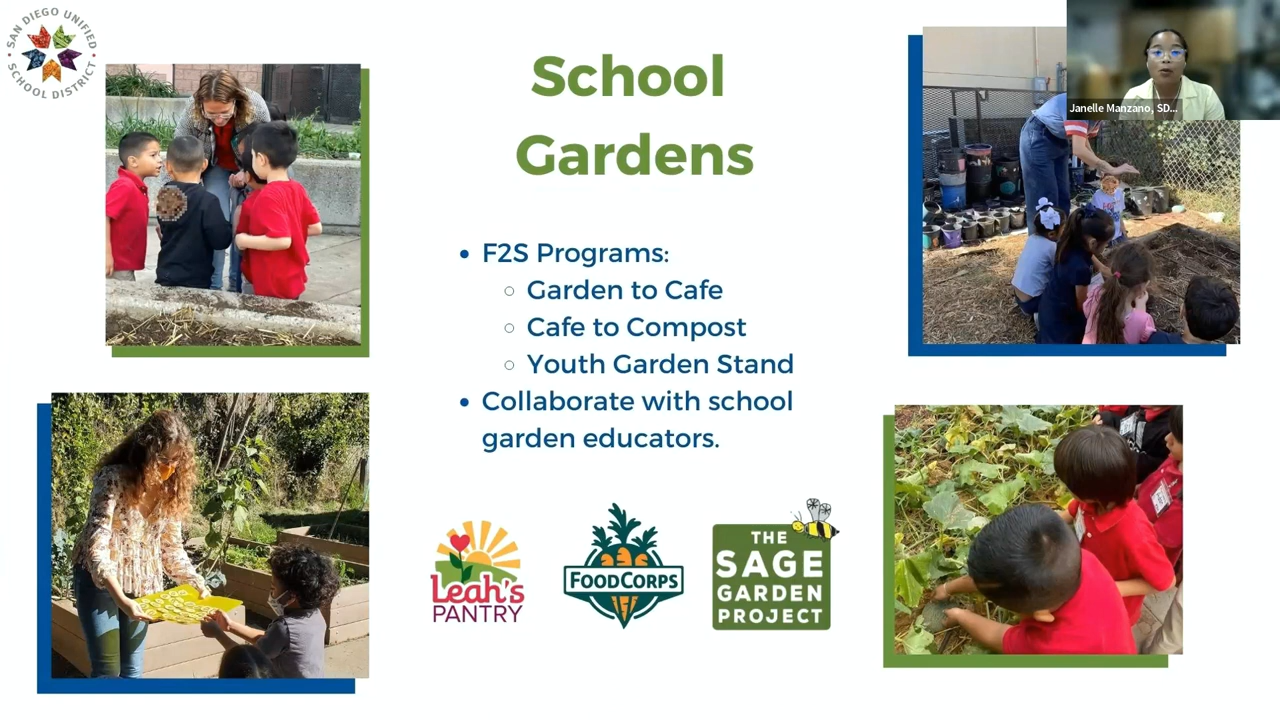 SAN DIEGO UNIFIED
SCHOOL DISTRICT
School
Gardens
Janelle Manzano, SD...
• F2S Programs:
○ Garden to Cafe
○ Cafe to Compost
○ Youth Garden Stand
• Collaborate with school
garden educators.
Leah's
PANTRY
FOODCORPS
THE
SAGE
GARDEN
PROJECT